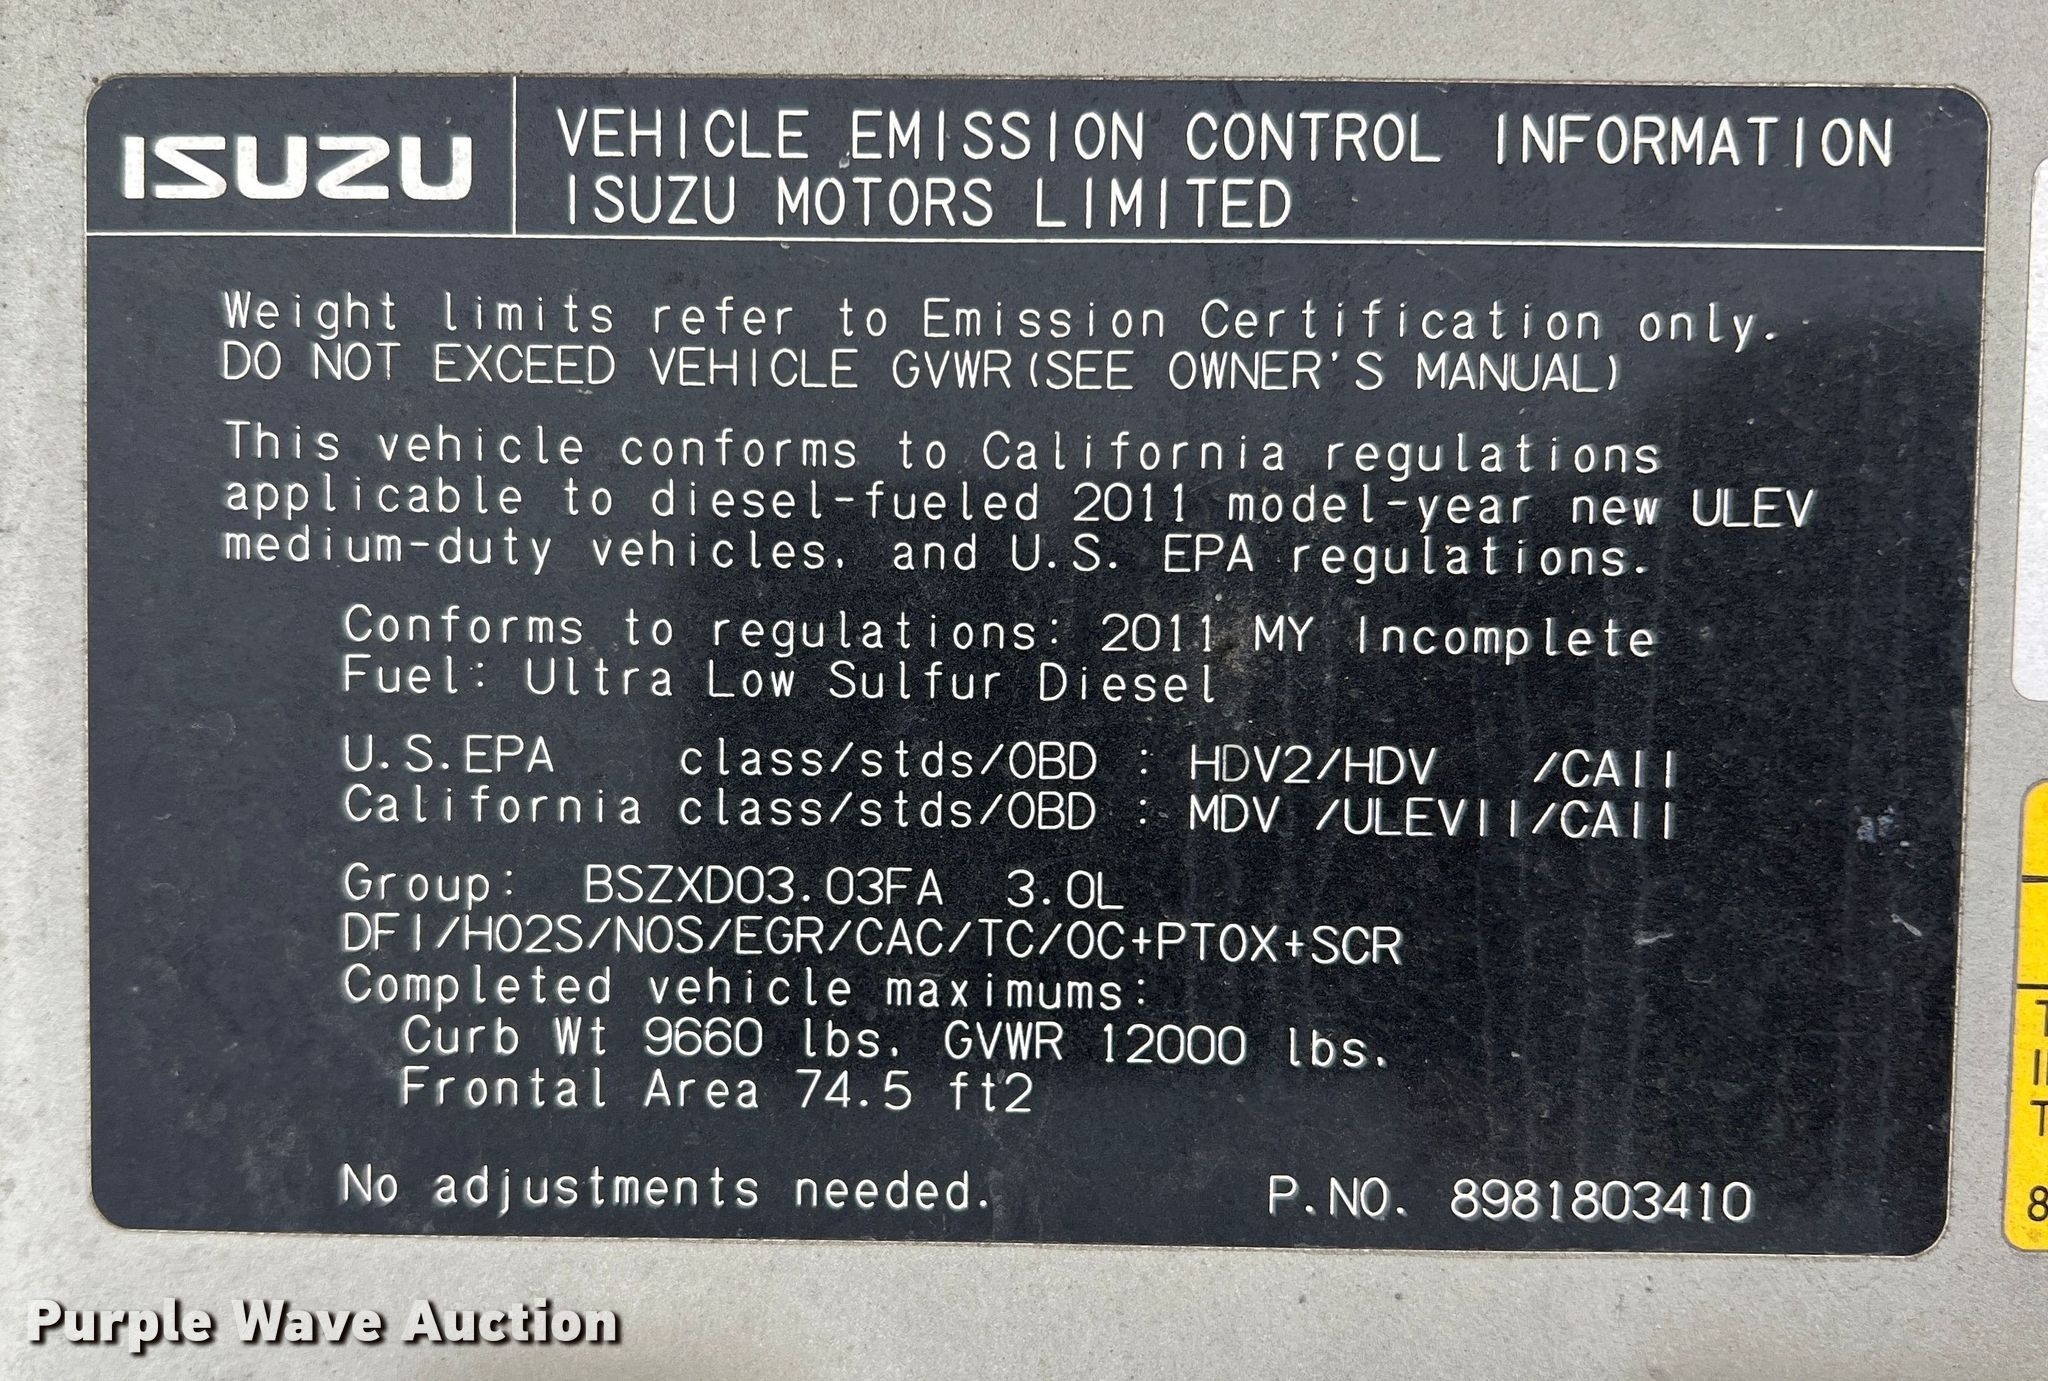 ISUZU
VEHICLE EMISSION CONTROL INFORMATION
ISUZU MOTORS LIMITED
Weight limits refer to Emission Certification only.
DO NOT EXCEED VEHICLE GVWR(SEE OWNER'S MANUAL)
This vehicle conforms to California regulations
applicable to diesel-fueled 2011 model-year new ULEV
medium-duty vehicles, and U.S. EPA regulations.
Conforms to regulations: 2011 MY Incomplete
Fuel: Ultra Low Sulfur Diesel
U.S.EPA class/stds/OBD : HDV2/HDV /CAII
California class/stds/OBD : MDV /ULEVII/CAII
Group: BSZXD03.03FA 3.0L
DFI/HO2S/NOS/EGR/CAC/TC/OC+PTOX+SCR
Completed vehicle maximums:
Curb Wt 9660 lbs, GVWR 12000 lbs,
Frontal Area 74.5 ft2
No adjustments needed. P.NO. 8981803410
8
Purple Wave Auction